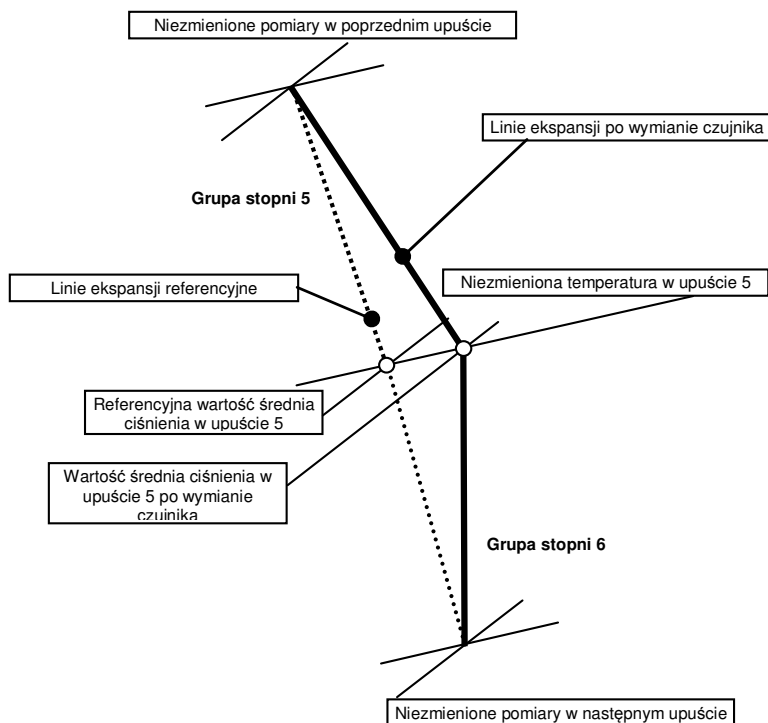 Niezmienione pomiary w poprzednim upuście
Linie ekspansji po wymianie czujnika
Grupa stopni 5
Niezmieniona temperatura w upuście 5
Linie ekspansji referencyjne
Referencyjna wartość średnia
ciśnienia w upuście 5
Wartość średnia ciśnienia w
upuście 5 po wymianie
czujnika
Grupa stopni 6
Niezmienione pomiary w następnym upuście